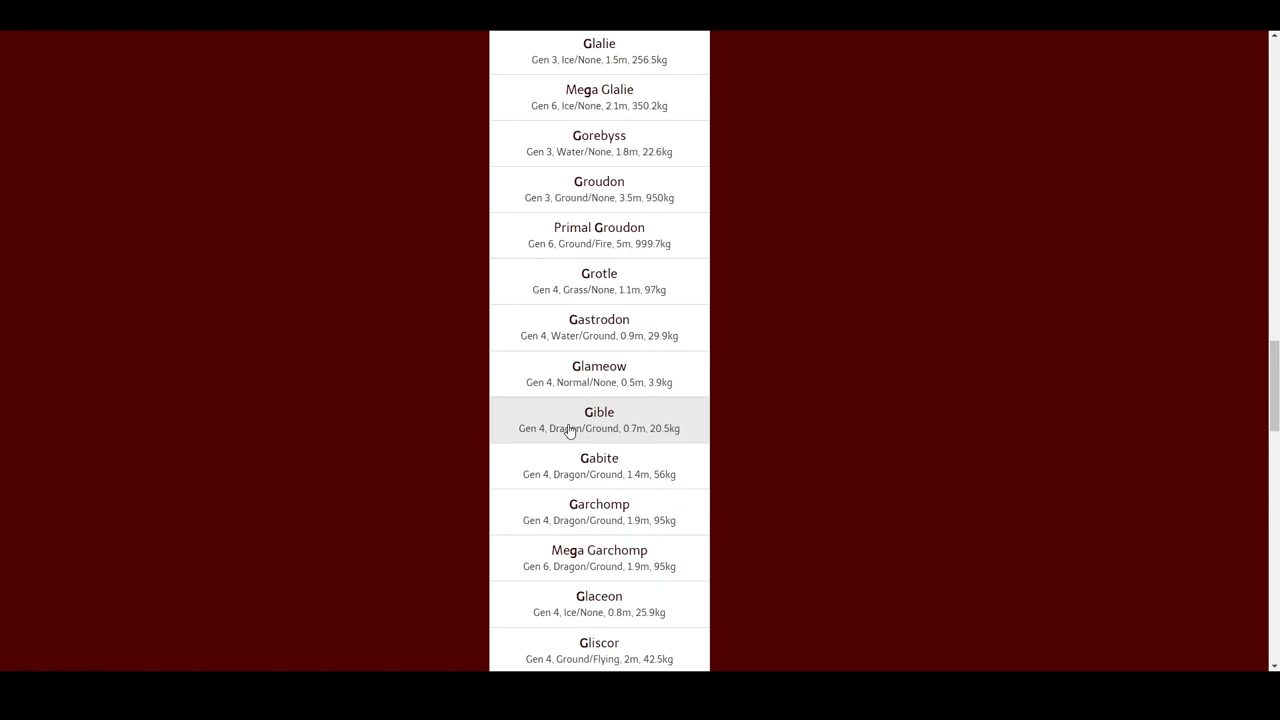 Glalie
Gen 3, Ice/None, 1.5m, 256.5kg
Mega Glalie
Gen 6, Ice/None, 2.1m, 350.2kg
Gorebyss
Gen 3, Water/None, 1.8m, 22.6kg
Groudon
Gen 3, Ground/None, 3.5m, 950kg
Primal Groudon
Gen 6, Ground/Fire, 5m, 999.7kg
Grotle
Gen 4, Grass/None, 1.1m, 97kg
Gastrodon
Gen 4, Water/Ground, 0.9m, 29.9kg
Glameow
Gen 4, Normal/None, 0.5m, 3.9kg
Gible
Gen 4, Dragon/Ground, 0.7m, 20.5kg
Gabite
Gen 4, Dragon/Ground, 1.4m, 56kg
Garchomp
Gen 4, Dragon/Ground, 1.9m, 95kg
Mega Garchomp
Gen 6, Dragon/Ground, 1.9m, 95kg
Glaceon
Gen 4, Ice/None, 0.8m, 25.9kg
Gliscor
Gen 4, Ground/Flying, 2m, 42.5kg